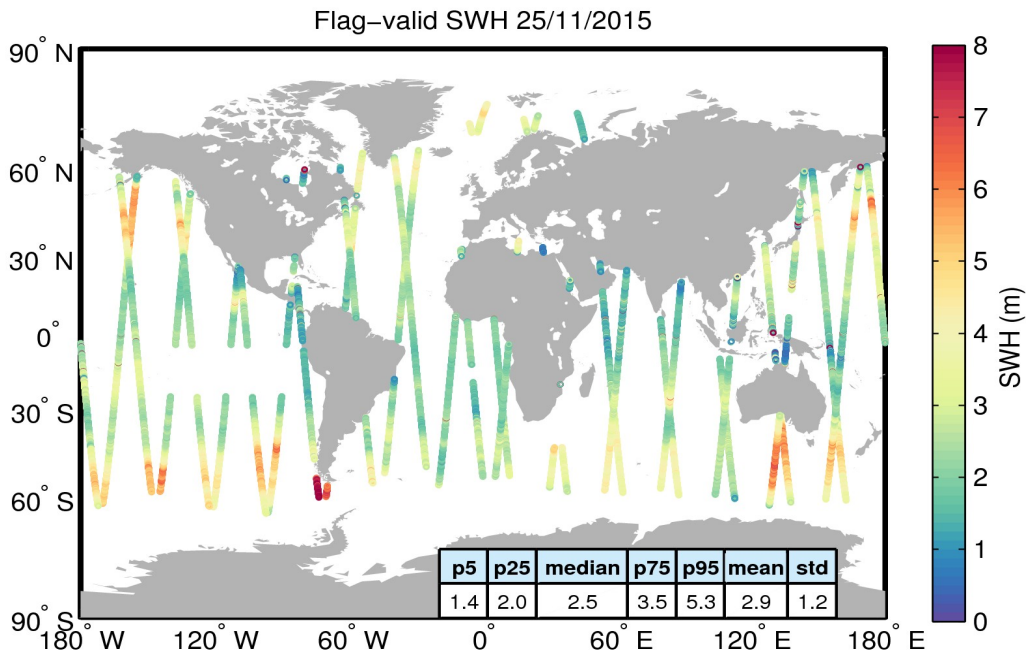 Flag−valid SWH 25/11/2015
90° N
60° N
30° N
0°
30° S
60° S
90° S
180° W
120° W
60° W
0°
60° E
120° E
180° E
p5 p25 median p75 p95 mean std
1.4 2.0 2.5 3.5 5.3 2.9 1.2
8
7
6
5
4
3
2
1
0
SWH (m)